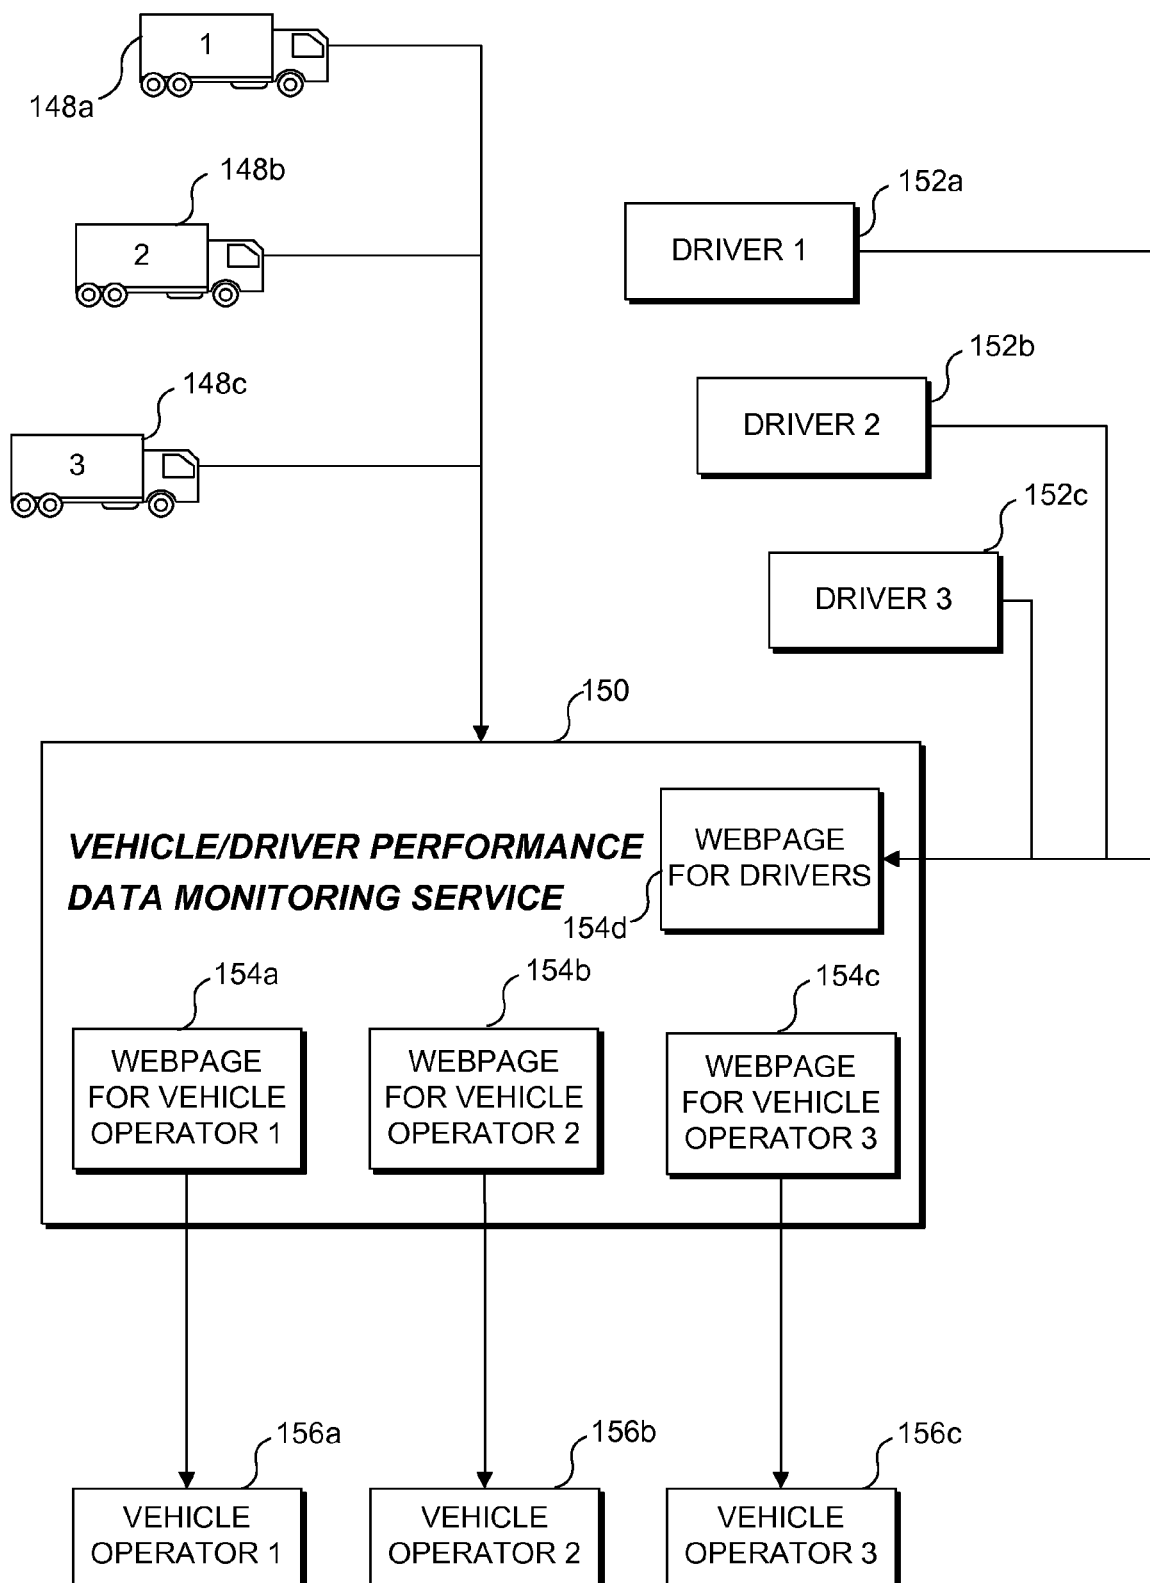 1
148a
148b
2
152a
DRIVER 1
152b
148c
DRIVER 2
3
152c
DRIVER 3
150
WEBPAGE
FOR DRIVERS
VEHICLE/DRIVER PERFORMANCE
DATA MONITORING SERVICE
154d
154a
154b
154c
WEBPAGE
FOR VEHICLE
OPERATOR 1
WEBPAGE
FOR VEHICLE
OPERATOR 2
WEBPAGE
FOR VEHICLE
OPERATOR 3
156a
156b
156c
VEHICLE
OPERATOR 1
VEHICLE
OPERATOR 2
VEHICLE
OPERATOR 3